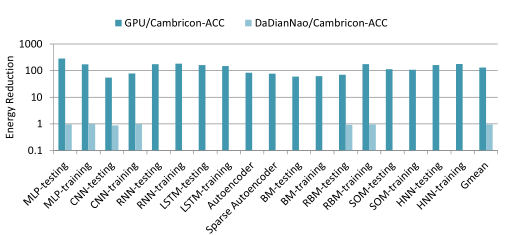 GPU/Cambricon-ACC DaDianNao/Cambricon-ACC
Energy Reduction
1000
100
10
1
0.1
MLP-testing
MLP-training
CNN-testing
CNN-training
RNN-testing
RNN-training
LSTM-testing
LSTM-training
Autoencoder
Sparse Autoencoder
BM-testing
BM-training
RBM-testing
RBM-training
SOM-testing
SOM-training
HNN-testing
HNN-training
Gmean